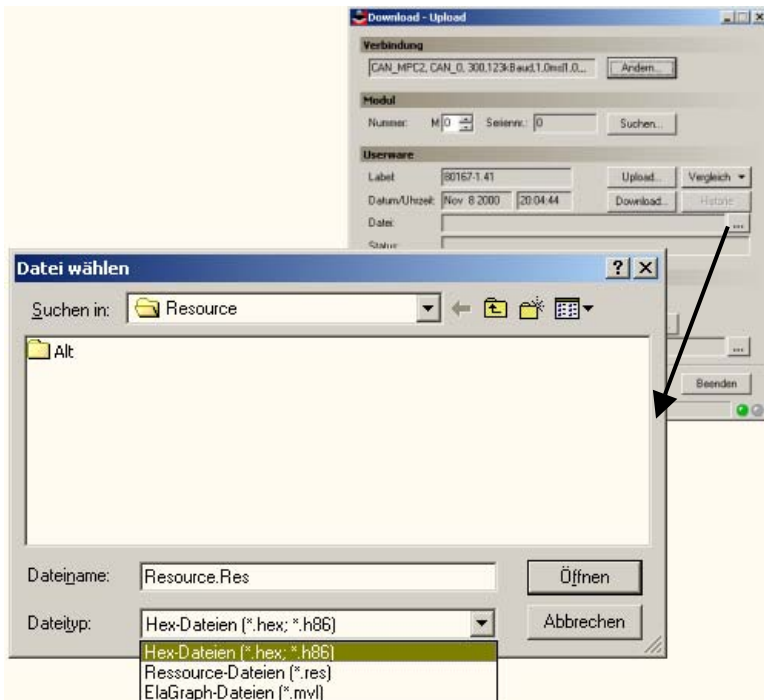 Download - Upload
Verbindung
CAN_MPC2, CAN_0, 300,123kBaud,1.0ms/1.0... Ändern...
Modul
Nummer: M 0 Seriennr.: 0 Suchen...
Userware
Label: 80167-1.41 Upload... Vergleich
Datum/Uhrzeit: Nov 8 2000 20:04:44 Download... Historie
Datei: ...
Status:
Datei wählen
Suchen in: Resource
Alt
...
Beenden
Dateiname: Resource.Res Öffnen
Dateityp: Hex-Dateien (*.hex; *.h86) Abbrechen
Hex-Dateien (*.hex; *.h86)
Ressource-Dateien (*.res)
ElaGraph-Dateien (*.myl)